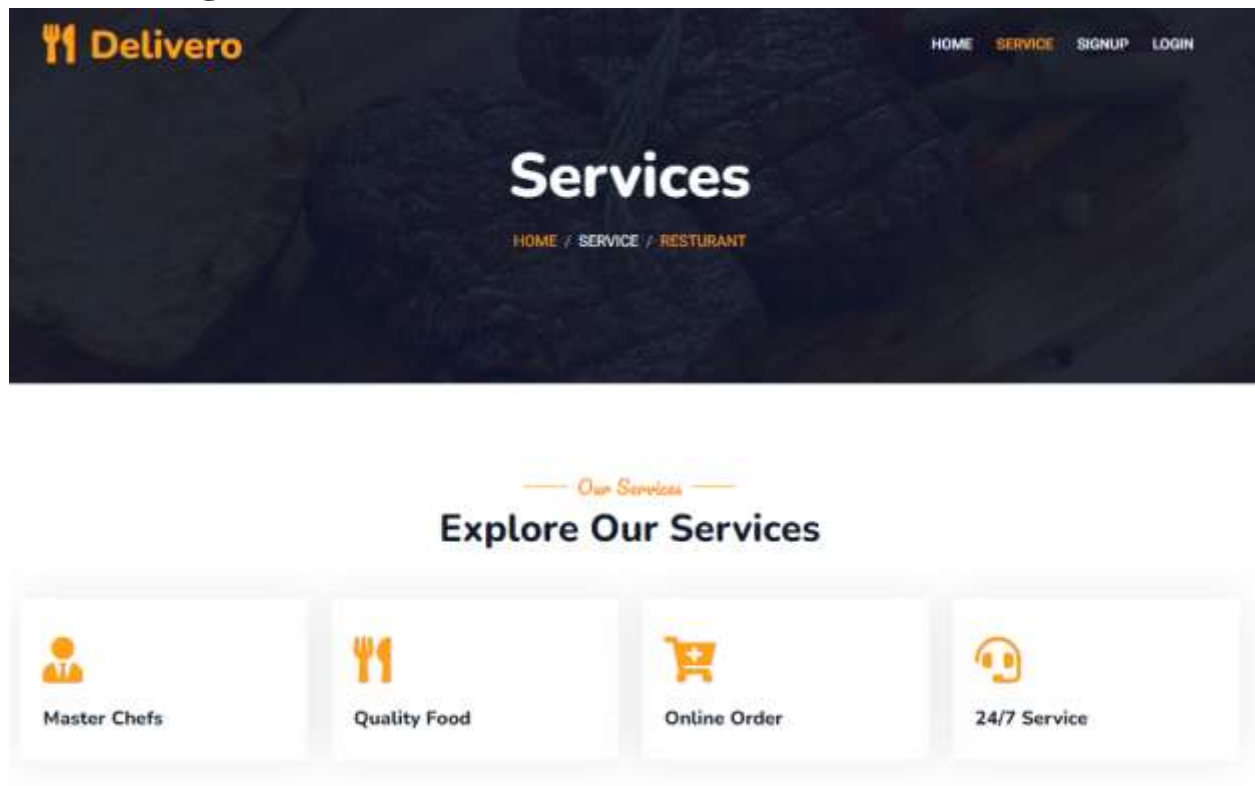 Delivero
HOME SERVICE SIGNUP LOGIN
Services
HOME / SERVICE / RESTURANT
Our Services
Explore Our Services
Master Chefs
Quality Food
Online Order
24/7 Service